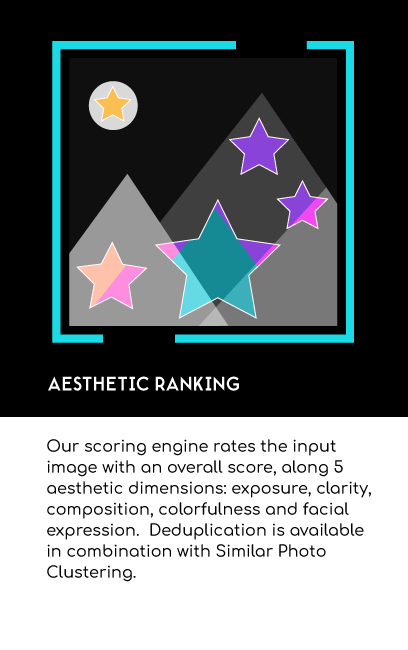 AESTHETIC RANKING
Our scoring engine rates the input
image with an overall score, along 5
aesthetic dimensions: exposure, clarity,
composition, colorfulness and facial
expression.  Deduplication is available
in combination with Similar Photo
Clustering.